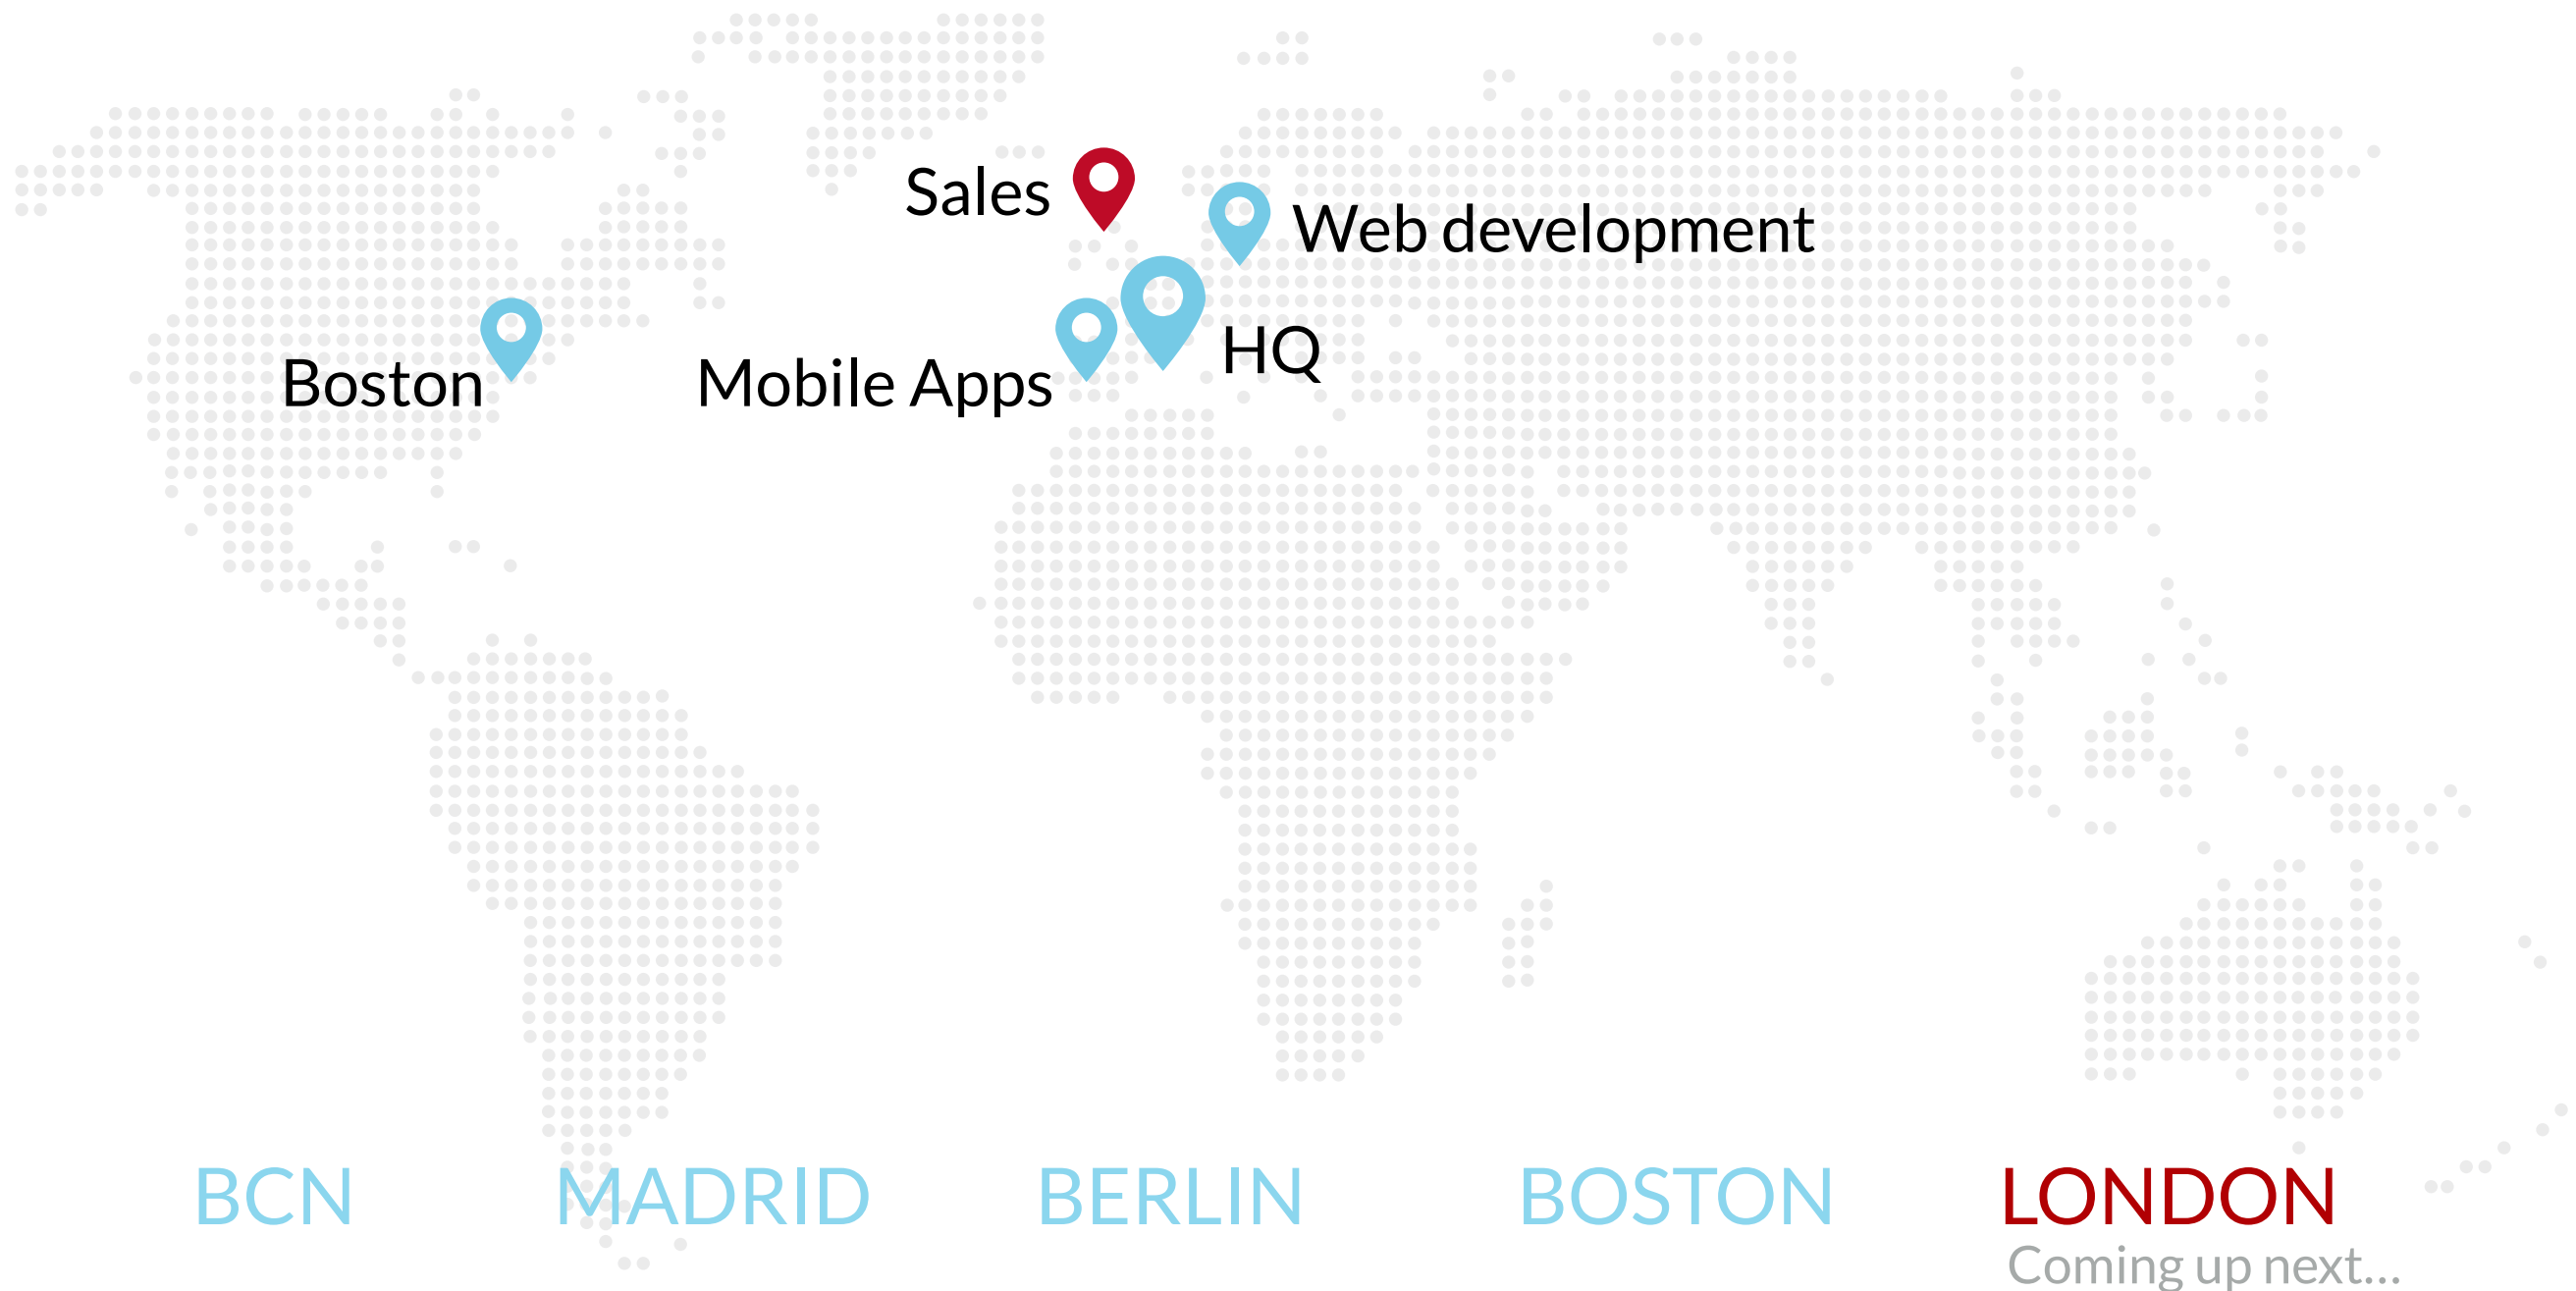 Sales
Web development
HQ
Boston
Mobile Apps
BCN
MADRID
BERLIN
BOSTON
LONDON
Coming up next...